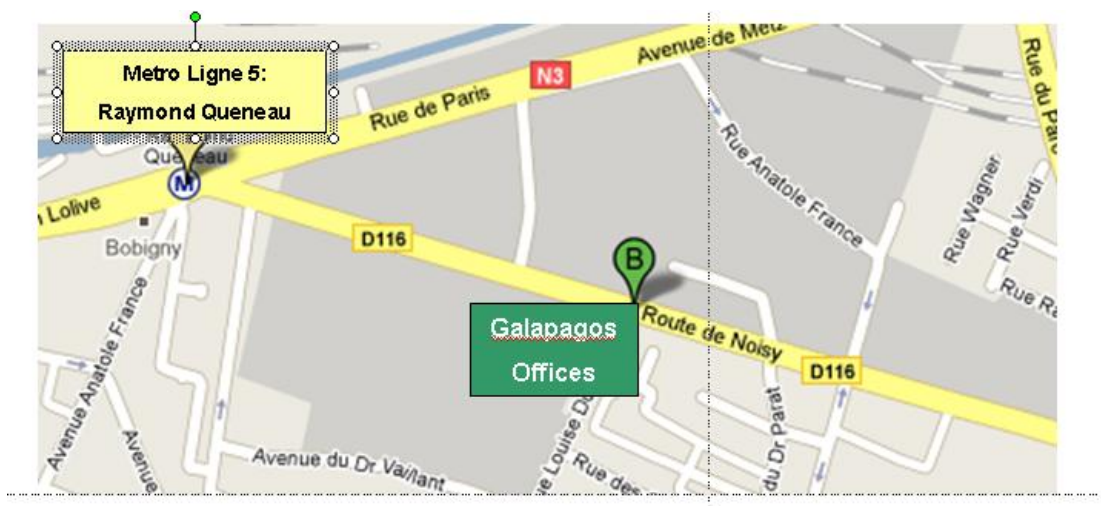 Metro Ligne 5:
Raymond Queneau
Avenue de Metz
N3
Rue de Paris
Rue du Par
Queneau
M
n Lolive
Bobigny
D116
Rue Anatole France
Rue Wagner
Rue Verdi
Rue Ra
B
Galapagos
Offices
Route de Noisy
D116
Avenue Anatole France
Avenue
Avenue du Dr Vaillant
Louise
Rue des
du Dr Parat